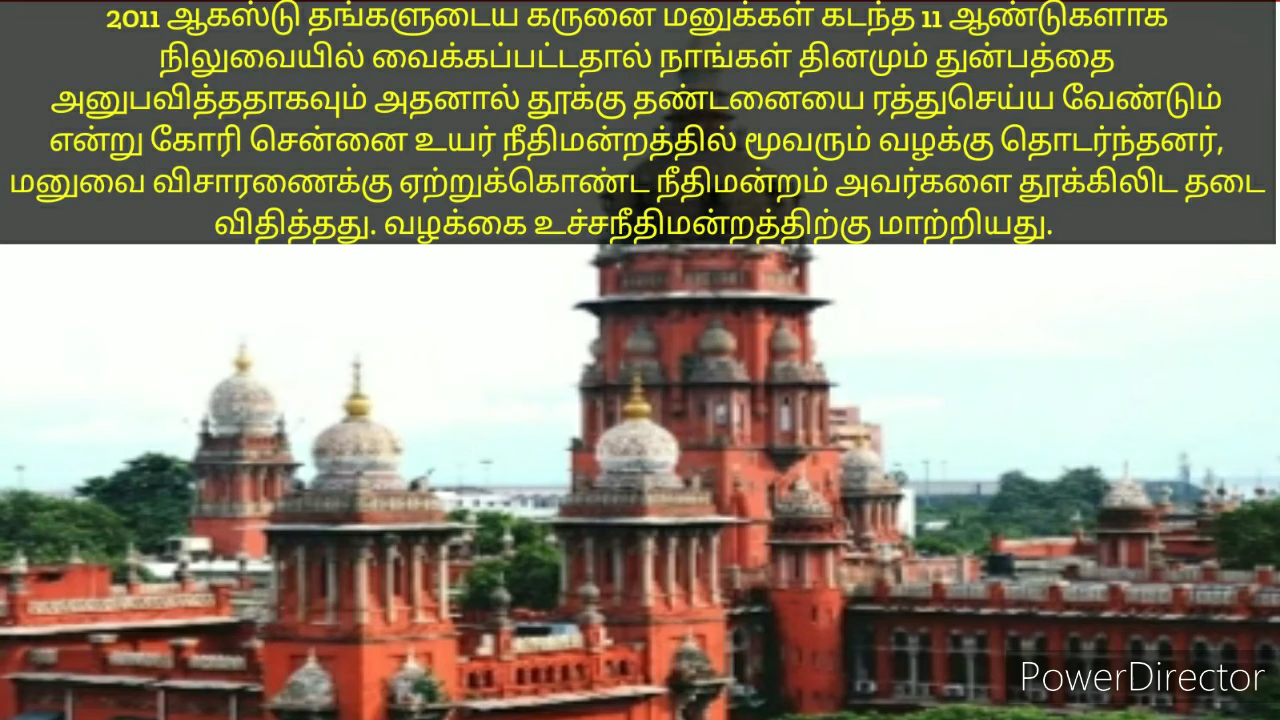 2011 ஆகஸ்டு தங்களுடைய கருனை மனுக்கள் கடந்த 11 ஆண்டுகளாக
நிலுவையில் வைக்கப்பட்டதால் நாங்கள் தினமும் துன்பத்தை
அனுபவித்ததாகவும் அதனால் தூக்கு தண்டனையை ரத்துசெய்ய வேண்டும்
என்று கோரி சென்னை உயர் நீதிமன்றத்தில் மூவரும் வழக்கு தொடர்ந்தனர்,
மனுவை விசாரணைக்கு ஏற்றுக்கொண்ட நீதிமன்றம் அவர்களை தூக்கிலிட தடை
விதித்தது. வழக்கை உச்சநீதிமன்றத்திற்கு மாற்றியது.
PowerDirector